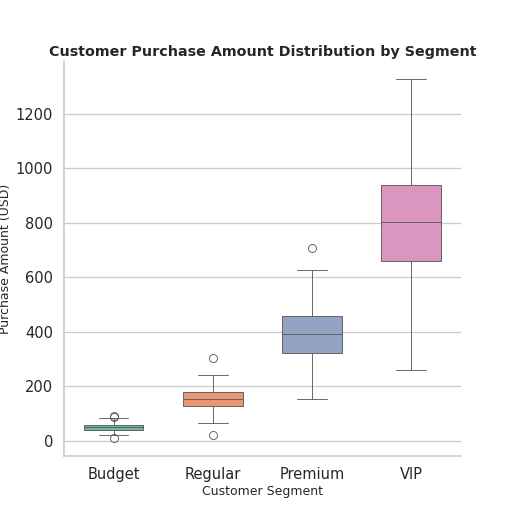 Customer Purchase Amount Distribution by Segment
Purchase Amount (USD)
1200
1000
800
600
400
200
0
Budget
Regular
Premium
VIP
Customer Segment